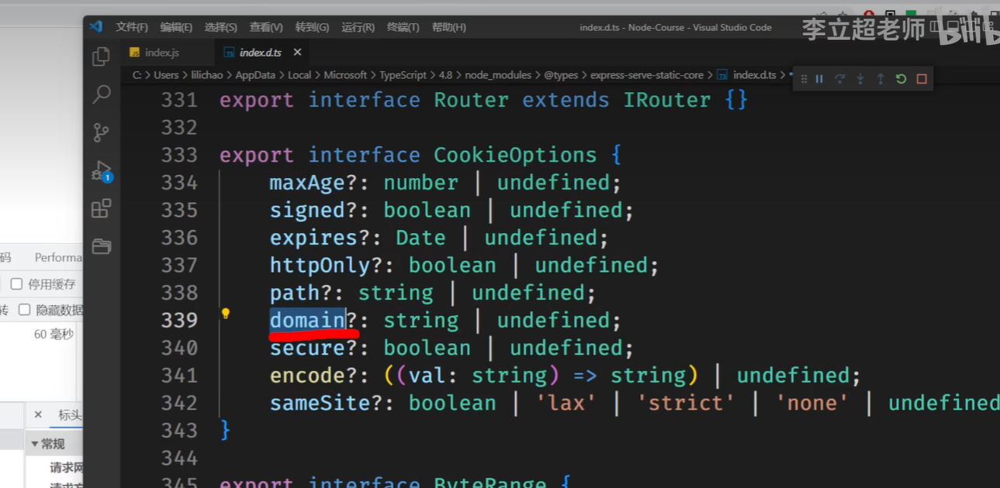 文件(F) 编辑(E) 选择(S) 查看(V) 转到(G) 运行(R) 终端(T) 帮助(H) index.d.ts - Node-Course - Visual Studio Code
李立超老师 bilib
JS index.js TS index.d.ts ×
C: > Users > lilichao > AppData > Local > Microsoft > TypeScript > 4.8 > node_modules > @types > express-serve-static-core > TS index.d.ts >
331 export interface Router extends IRouter {}
332
333 export interface CookieOptions {
334 maxAge?: number | undefined;
335 signed?: boolean | undefined;
336 expires?: Date | undefined;
337 httpOnly?: boolean | undefined;
338 path?: string | undefined;
339 domain?: string | undefined;
340 secure?: boolean | undefined;
341 encode?: ((val: string) => string) | undefined;
342 sameSite?: boolean | 'lax' | 'strict' | 'none' | undefined
343 }
344
345 export interface ByteRange {
1
码 Performa
停用缓存
转 隐藏数据
60 毫秒
× 标头
▼常规
请求网